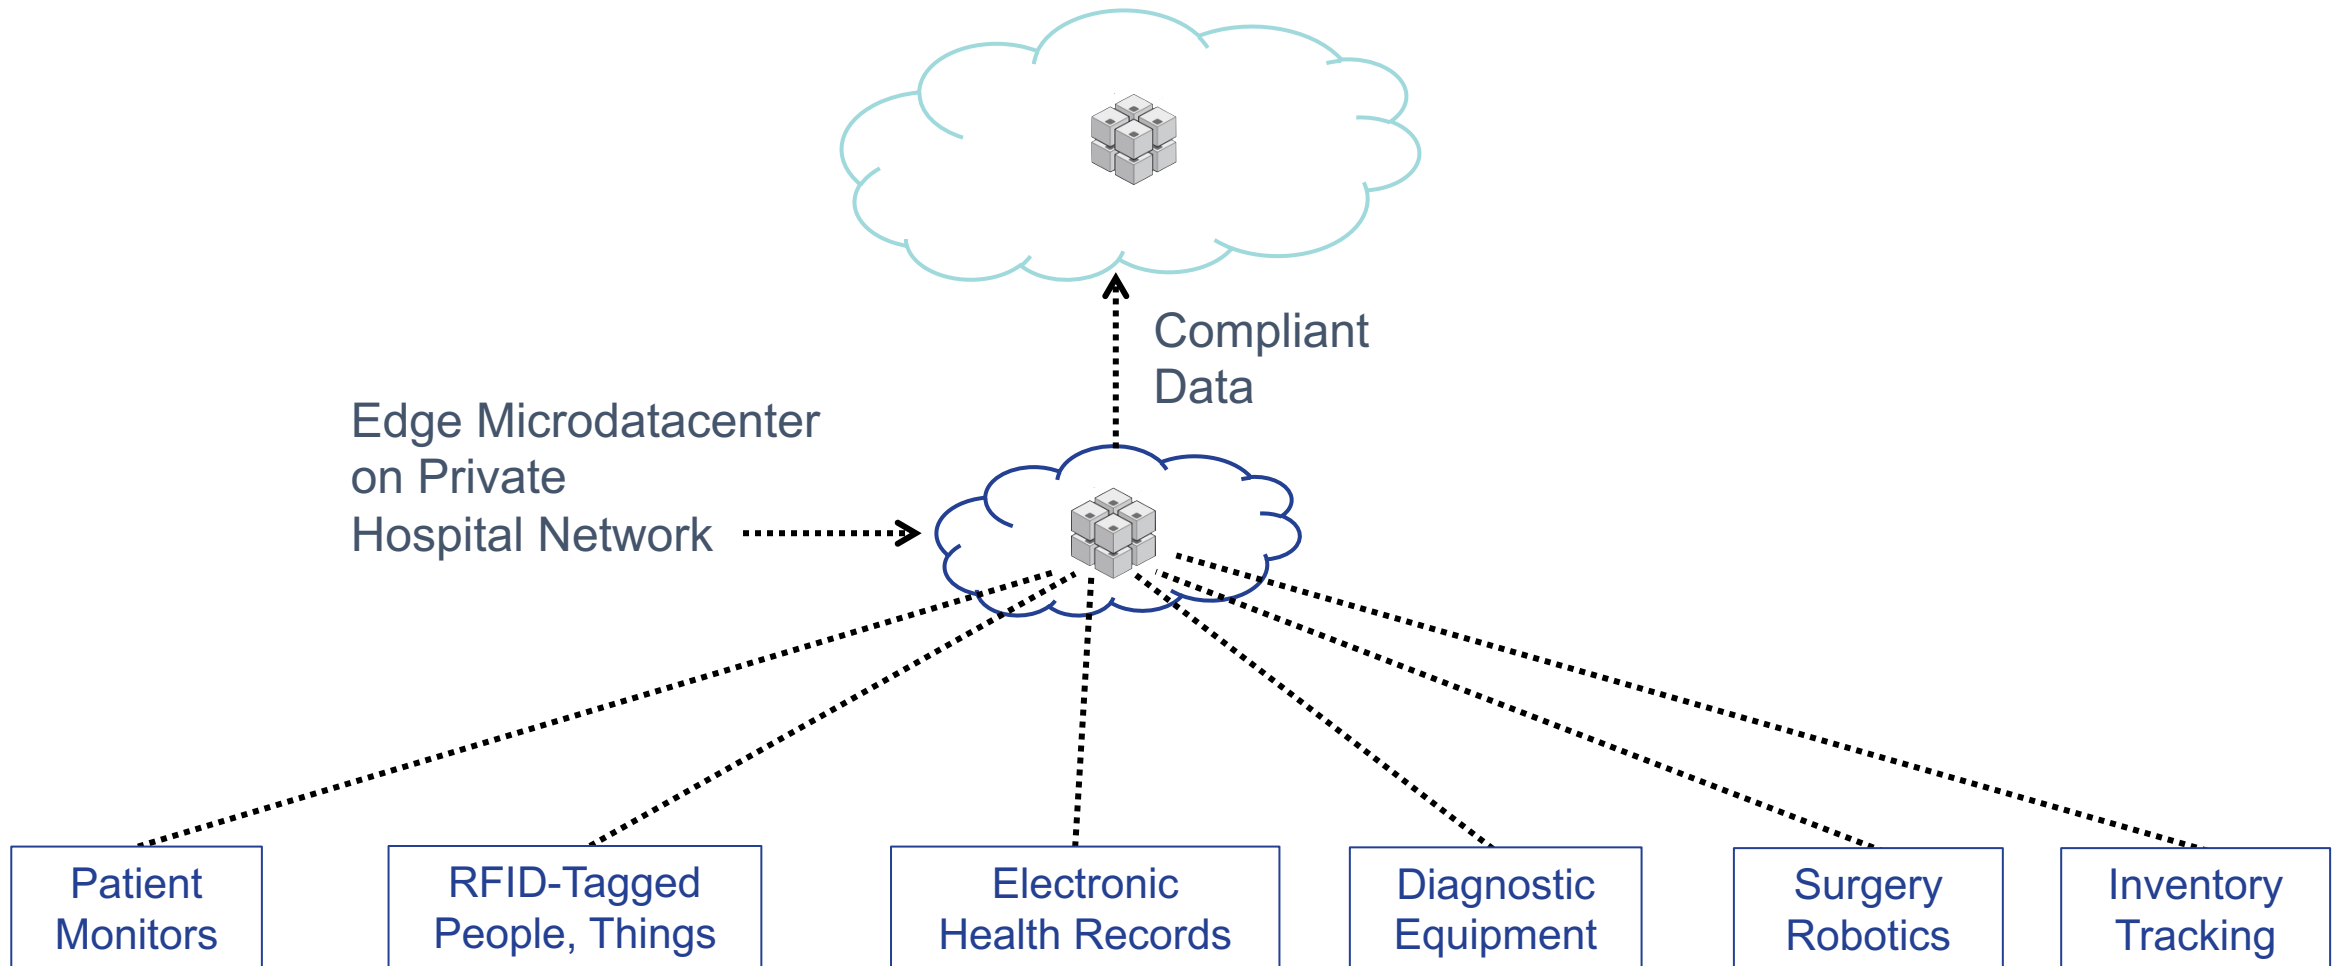 Compliant
Data
Edge Microdatacenter
on Private
Hospital Network
Patient
Monitors
RFID-Tagged
People, Things
Electronic
Health Records
Diagnostic
Equipment
Surgery
Robotics
Inventory
Tracking